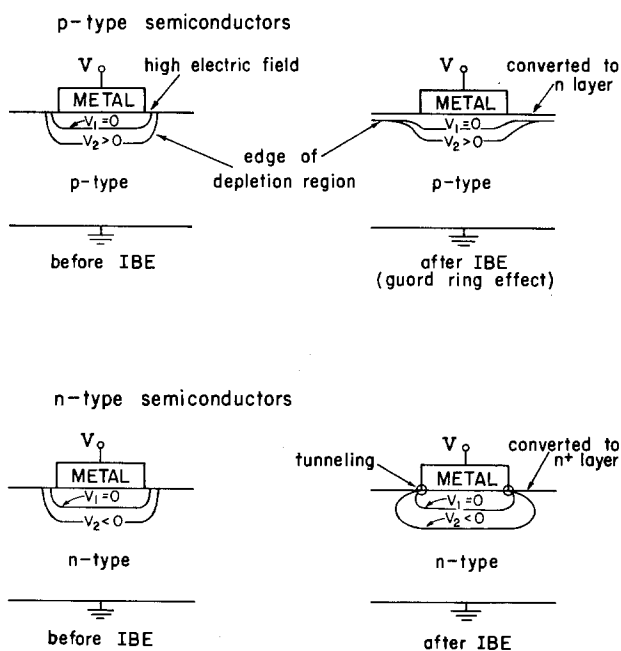 p-type semiconductors
V
high electric field
METAL
V₁=0
V₂>0
p-type
before IBE
edge of
depletion region
V
converted to
n layer
METAL
V₁=0
V₂>0
p-type
after IBE
(guord ring effect)
n-type semiconductors
V
METAL
V₁=0
V₂<0
n-type
before IBE
tunneling
V
converted to
n⁺ layer
METAL
V₁=0
V₂<0
n-type
after IBE